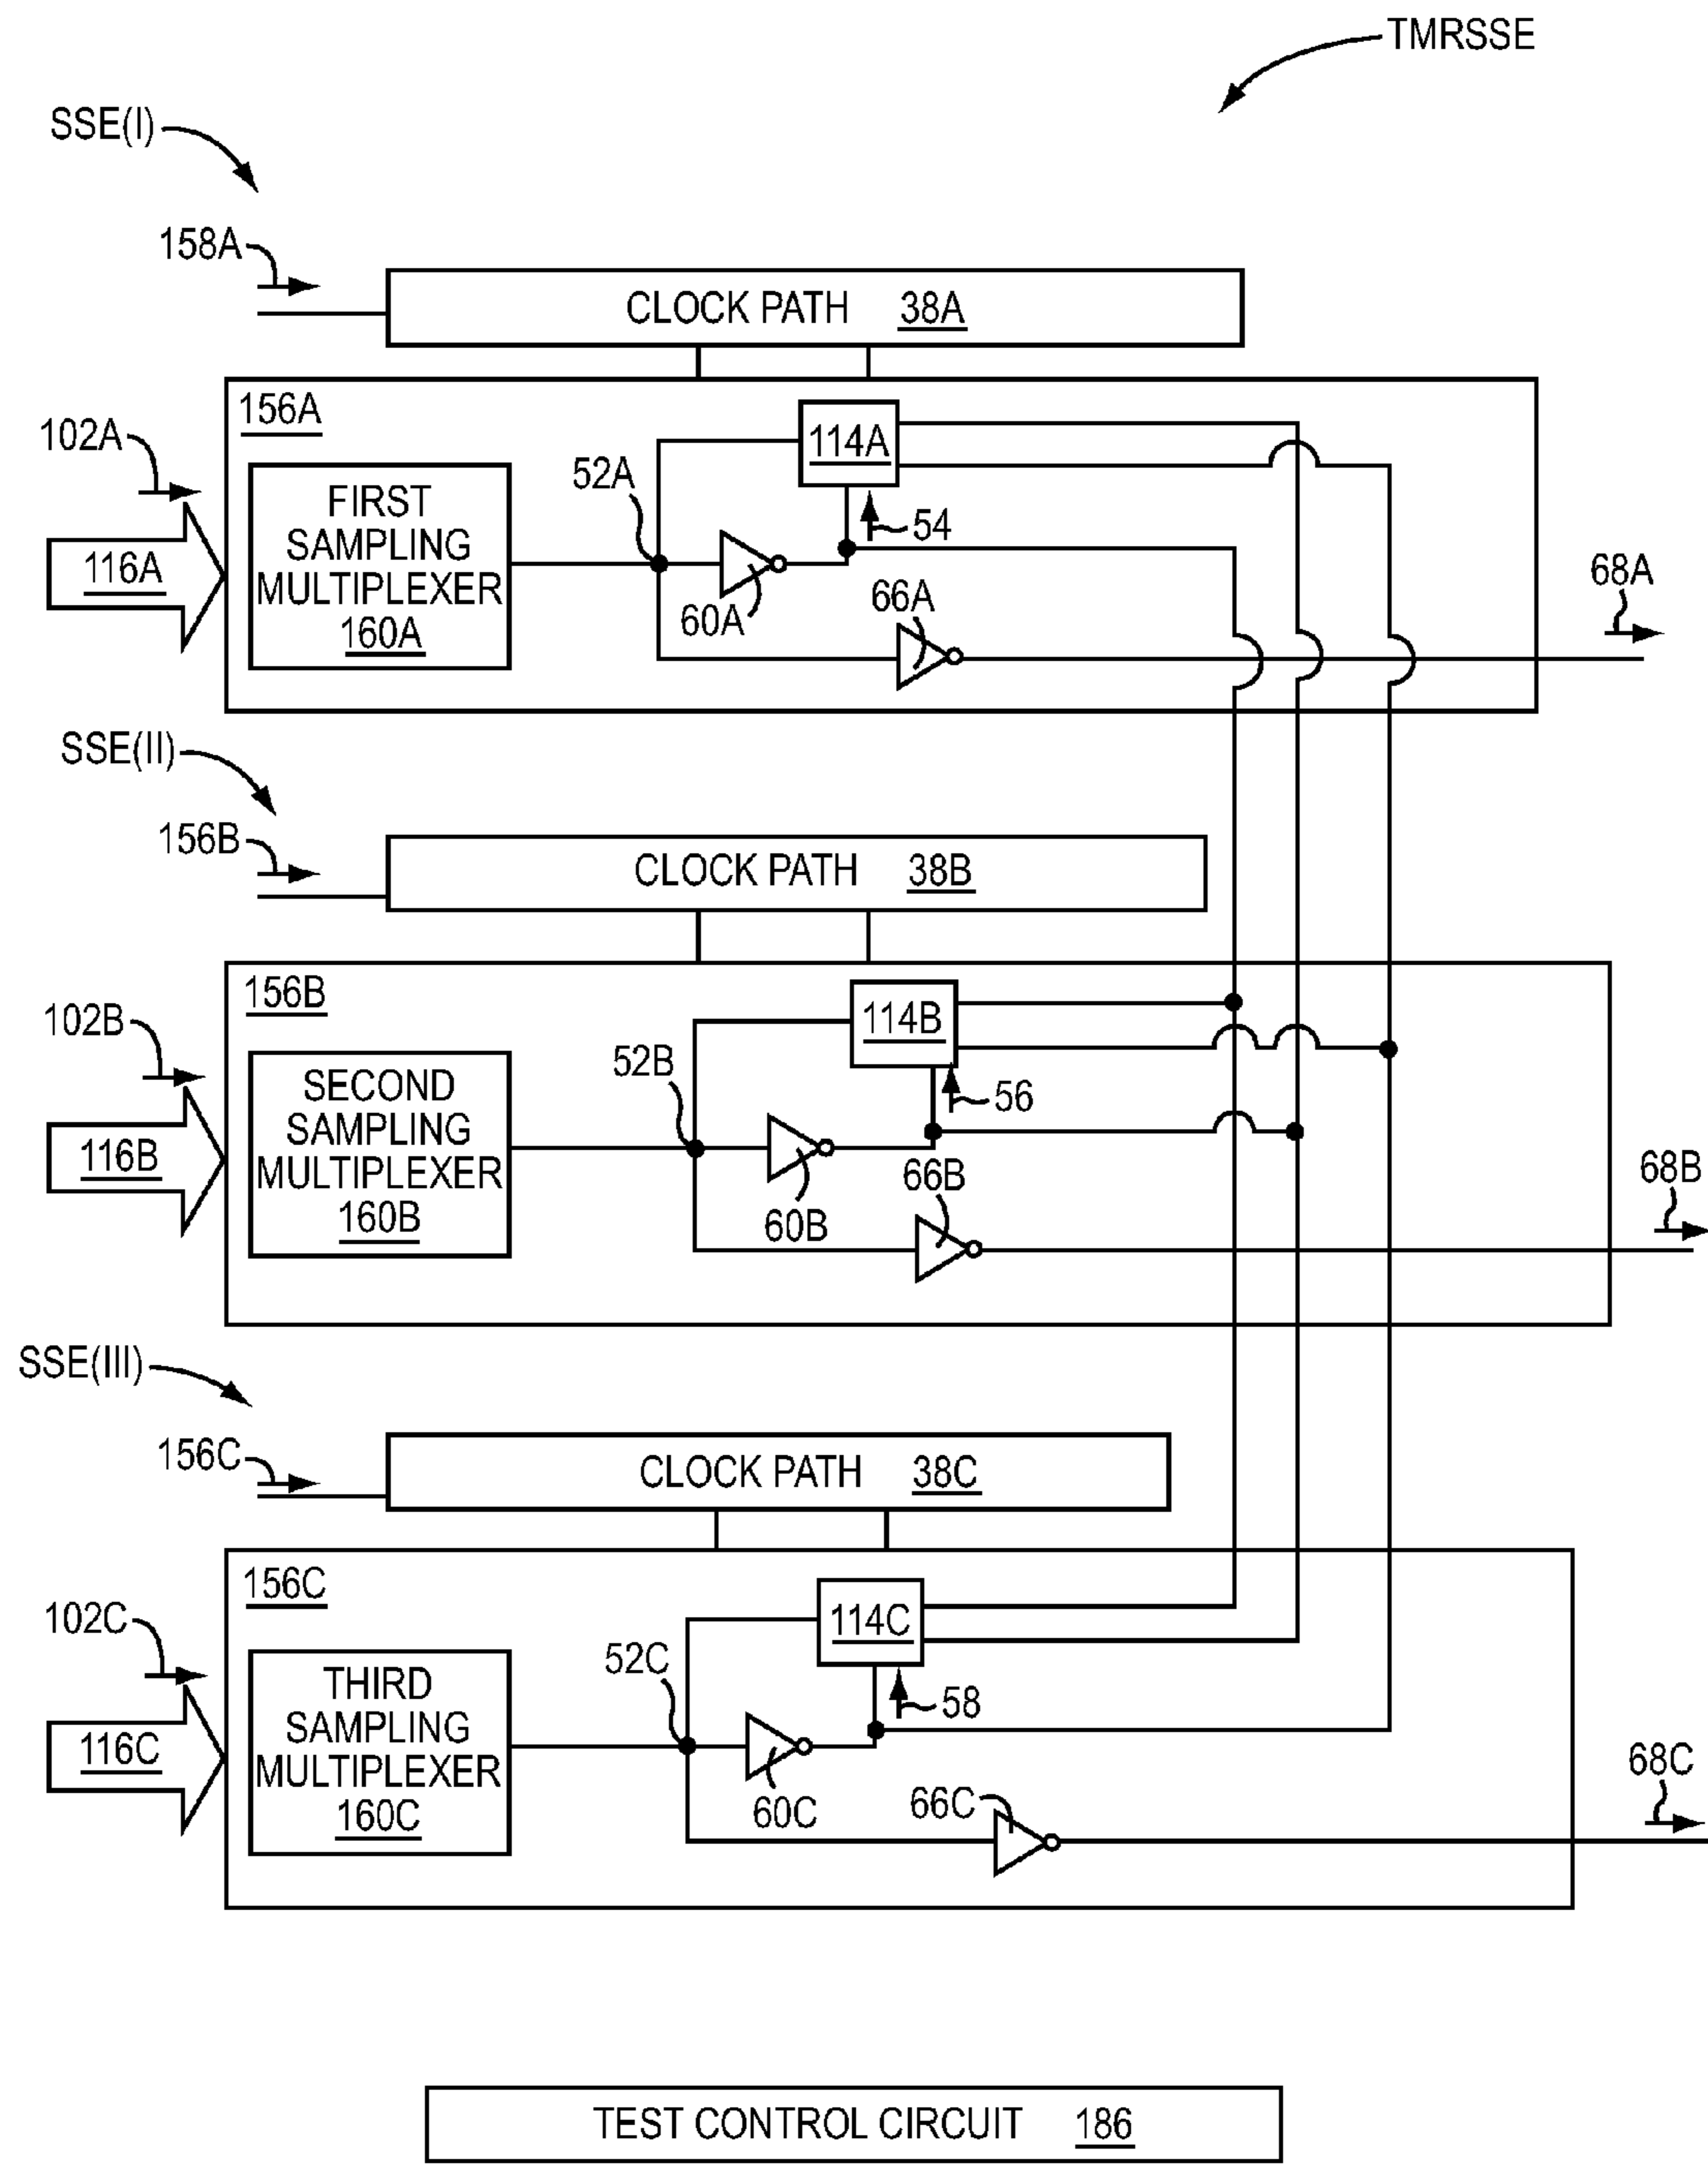 TMRSSE
SSE(I)
158A
CLOCK PATH 38A
156A
102A
116A
FIRST
SAMPLING
MULTIPLEXER
160A
52A
114A
54
60A
66A
68A
SSE(II)
156B
CLOCK PATH 38B
156B
102B
116B
SECOND
SAMPLING
MULTIPLEXER
160B
52B
114B
56
60B
66B
68B
SSE(III)
156C
CLOCK PATH 38C
156C
102C
116C
THIRD
SAMPLING
MULTIPLEXER
160C
52C
114C
58
60C
66C
68C
TEST CONTROL CIRCUIT 186